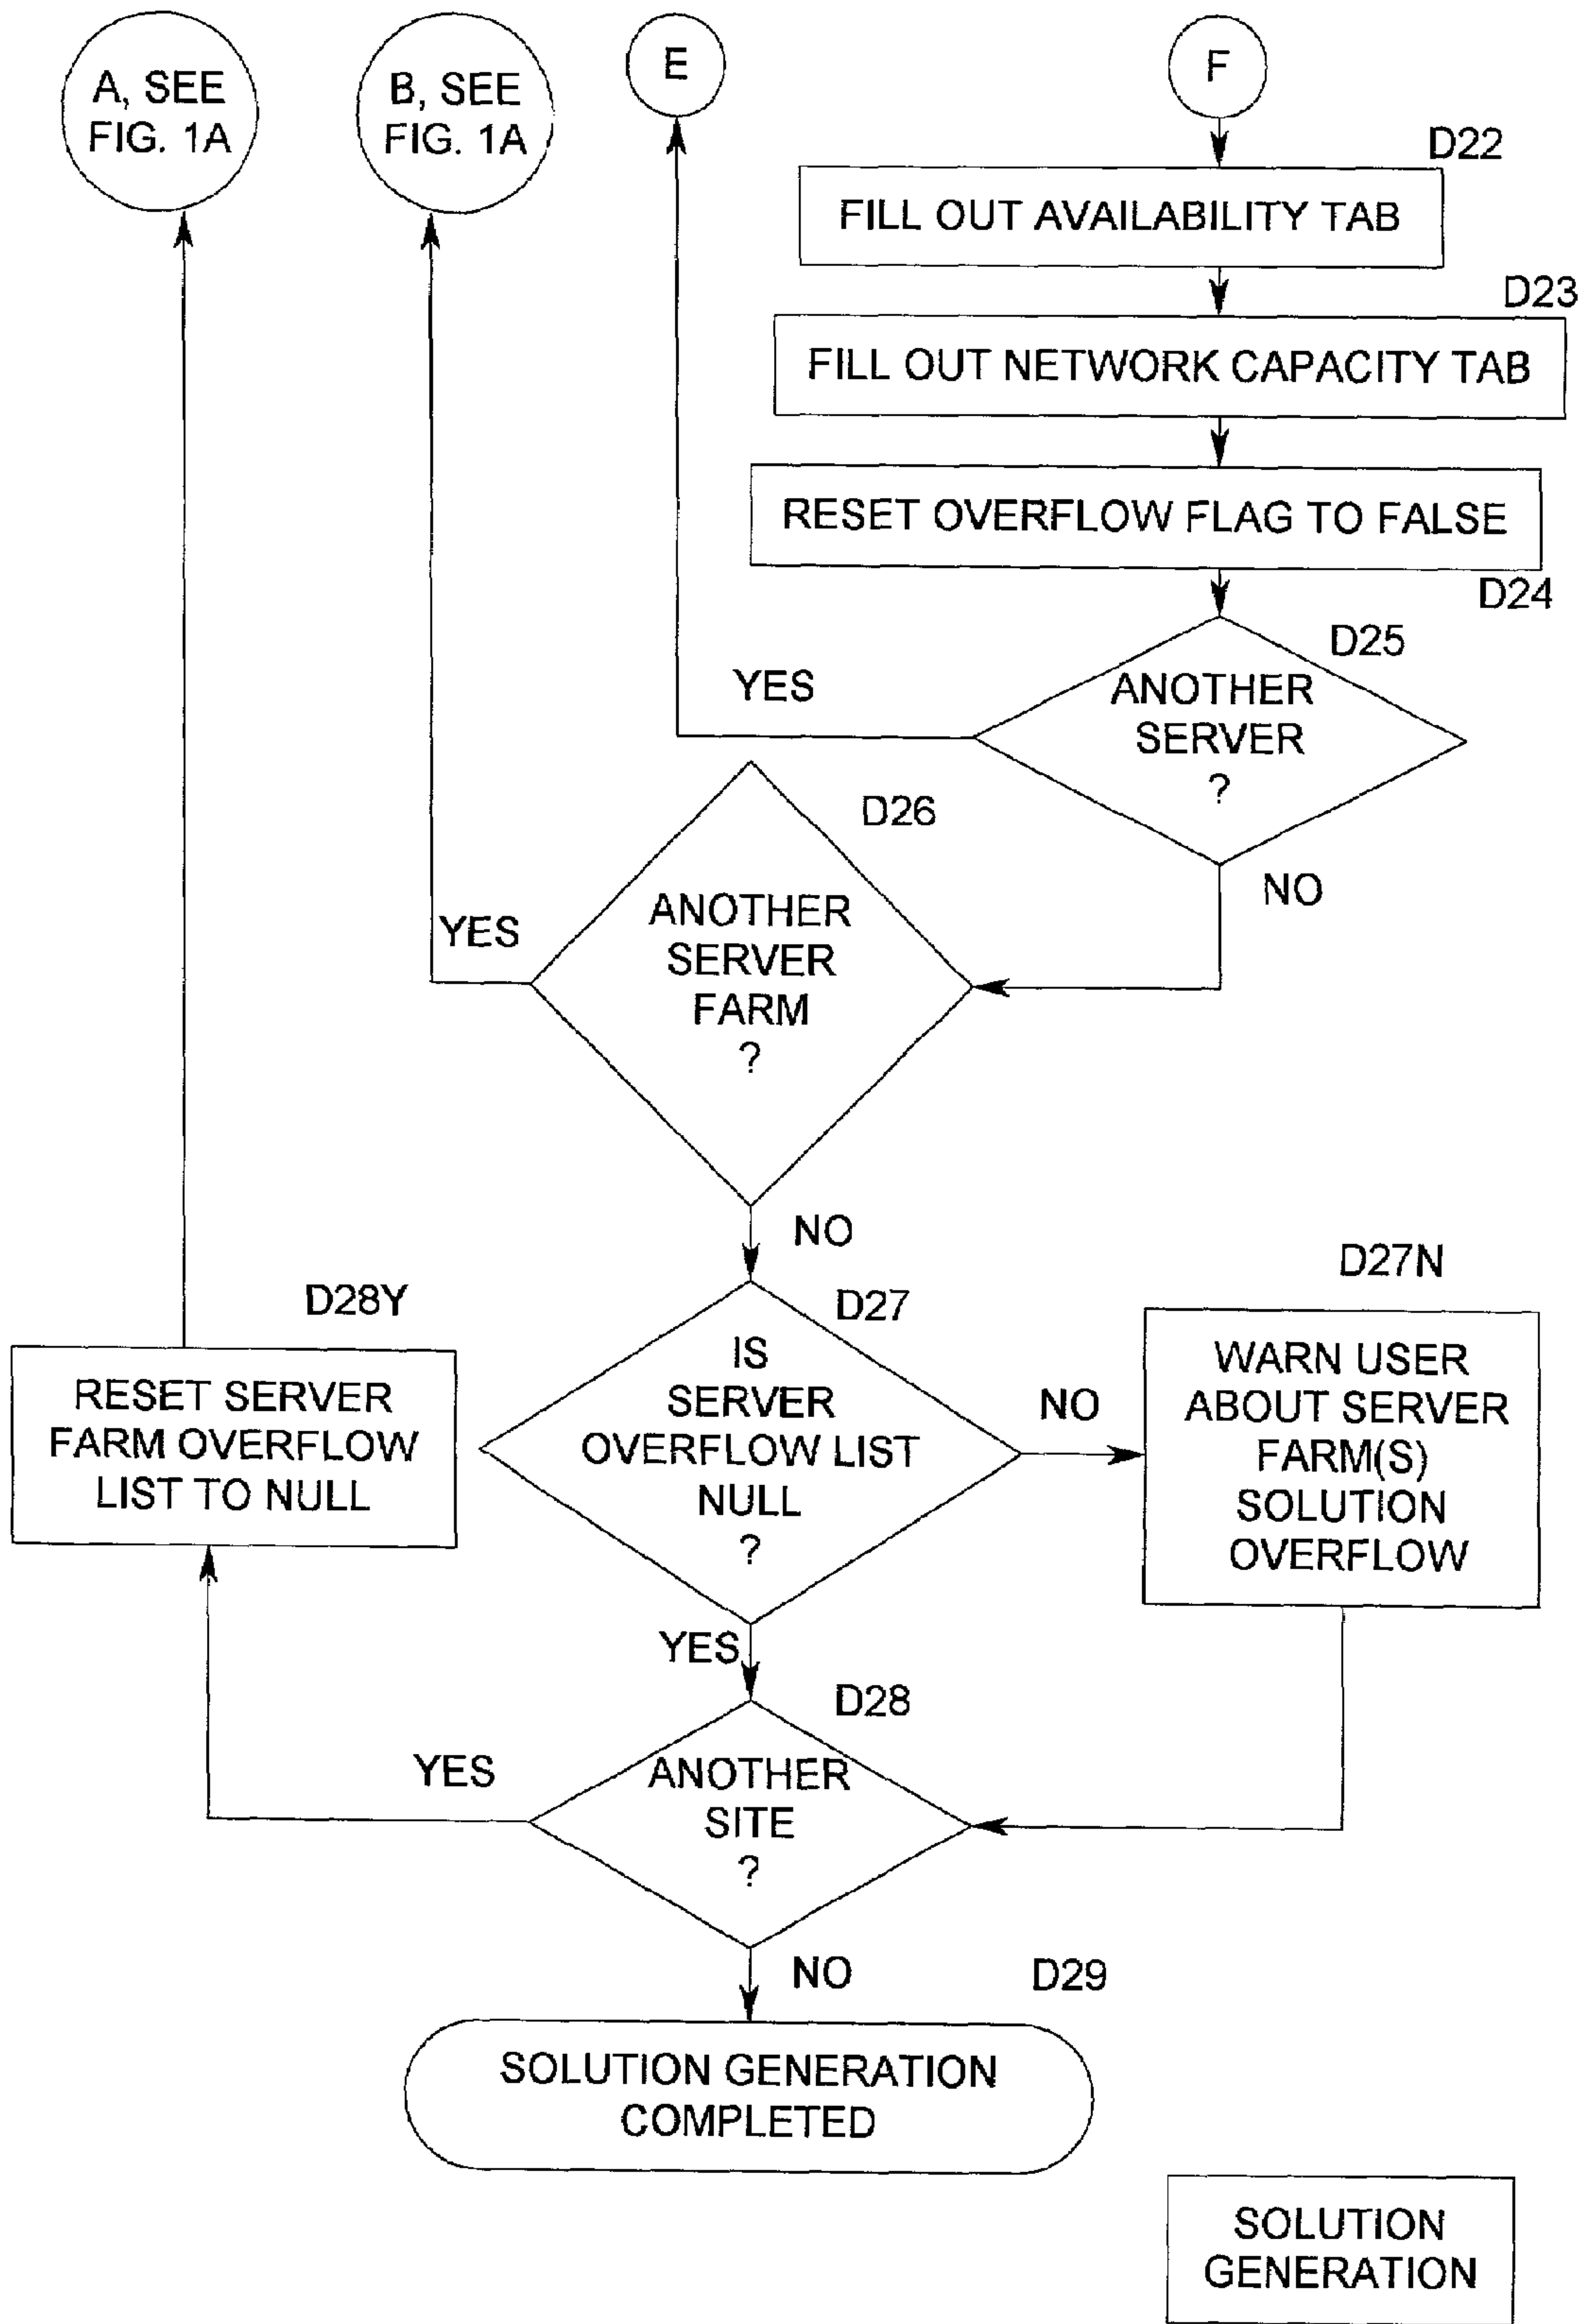 A, SEE
FIG. 1A
B, SEE
FIG. 1A
E
F
D22
FILL OUT AVAILABILITY TAB
D23
FILL OUT NETWORK CAPACITY TAB
RESET OVERFLOW FLAG TO FALSE
D24
D25
YES
ANOTHER
SERVER
?
NO
D26
YES
ANOTHER
SERVER
FARM
?
NO
D27
IS
SERVER
OVERFLOW LIST
NULL
?
NO
D27N
WARN USER
ABOUT SERVER
FARM(S)
SOLUTION
OVERFLOW
D28Y
RESET SERVER
FARM OVERFLOW
LIST TO NULL
YES
D28
YES
ANOTHER
SITE
?
NO
D29
SOLUTION GENERATION
COMPLETED
SOLUTION
GENERATION